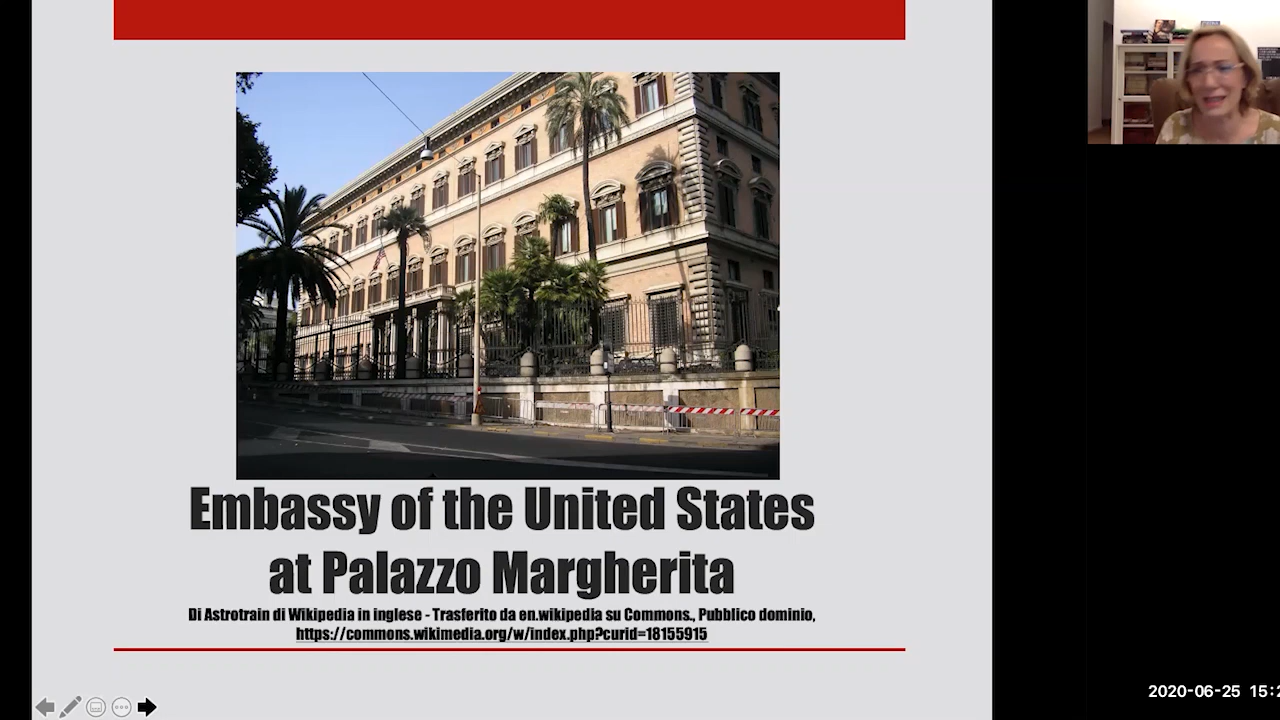 Embassy of the United States
at Palazzo Margherita
Di Astrotrain di Wikipedia in inglese - Trasferito da en.wikipedia su Commons., Pubblico dominio,
https://commons.wikimedia.org/w/index.php?curid=18155915
2020-06-25 15:2